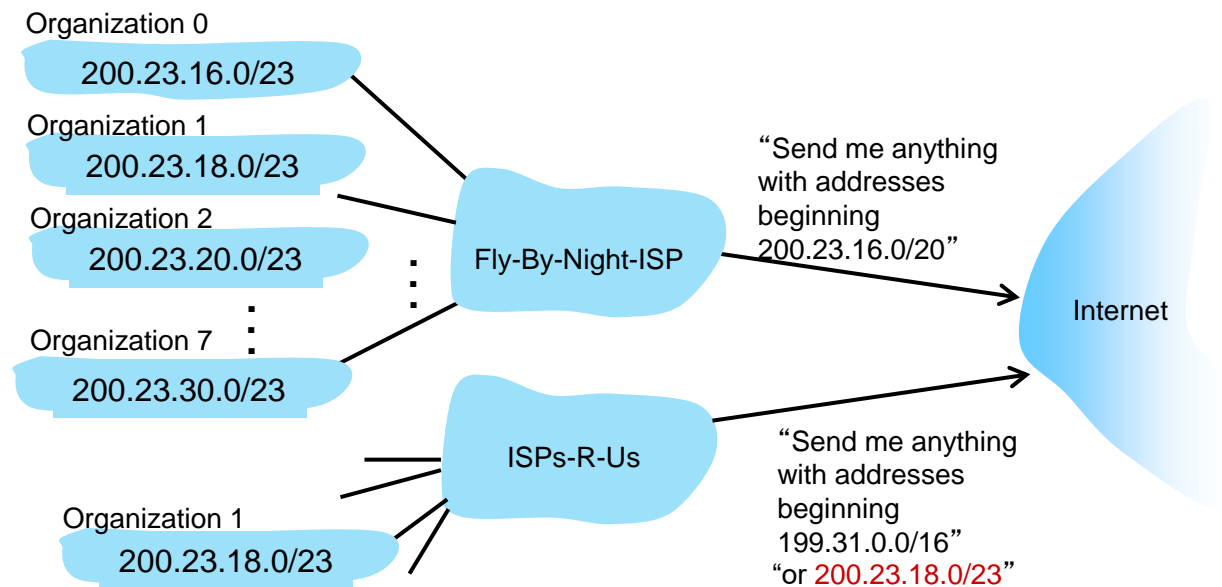 Organization 0
200.23.16.0/23
Organization 1
200.23.18.0/23
Organization 2
200.23.20.0/23
Organization 7
200.23.30.0/23
Fly-By-Night-ISP
“Send me anything
with addresses
beginning
200.23.16.0/20”
Internet
ISPs-R-Us
Organization 1
200.23.18.0/23
“Send me anything
with addresses
beginning
199.31.0.0/16”
“or 200.23.18.0/23”